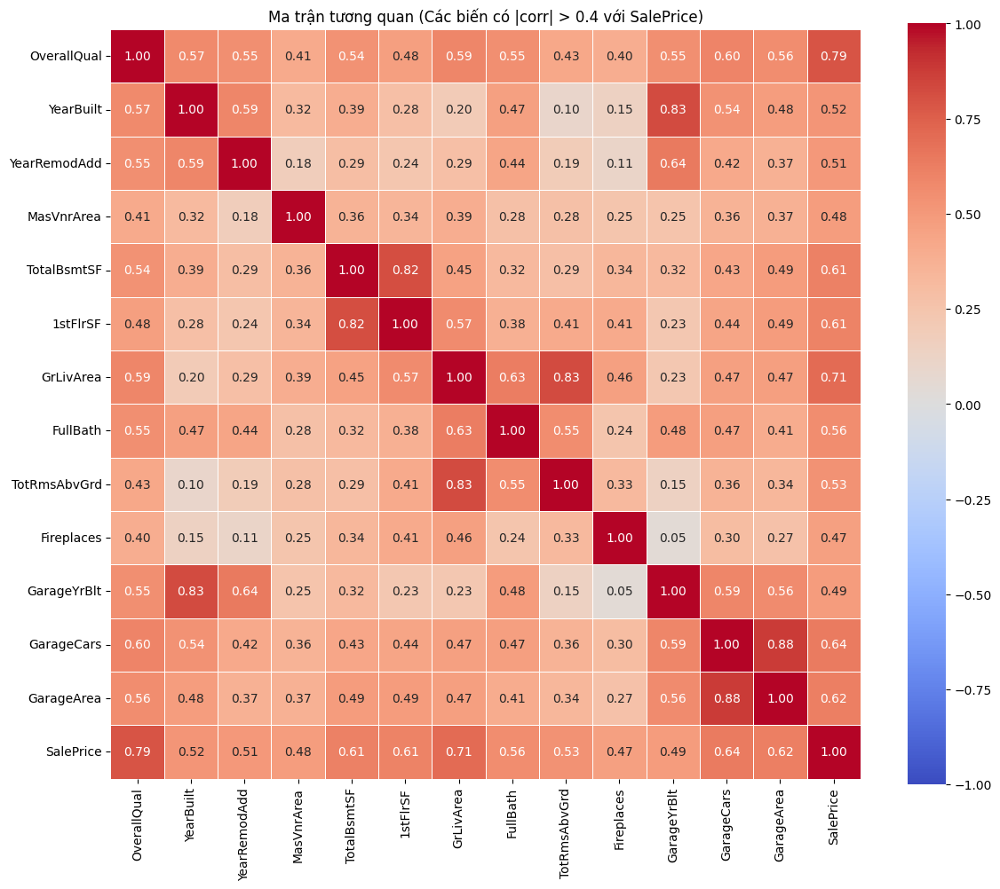 Ma trận tương quan (Các biến có |corr| > 0.4 với SalePrice)
OverallQual 1.00 0.57 0.55 0.41 0.54 0.48 0.59 0.55 0.43 0.40 0.55 0.60 0.56 0.79
YearBuilt 0.57 1.00 0.59 0.32 0.39 0.28 0.20 0.47 0.10 0.15 0.83 0.54 0.48 0.52
YearRemodAdd 0.55 0.59 1.00 0.18 0.29 0.24 0.29 0.44 0.19 0.11 0.64 0.42 0.37 0.51
MasVnrArea 0.41 0.32 0.18 1.00 0.36 0.34 0.39 0.28 0.28 0.25 0.25 0.36 0.37 0.48
TotalBsmtSF 0.54 0.39 0.29 0.36 1.00 0.82 0.45 0.32 0.29 0.34 0.32 0.43 0.49 0.61
1stFlrSF 0.48 0.28 0.24 0.34 0.82 1.00 0.57 0.38 0.41 0.41 0.23 0.44 0.49 0.61
GrLivArea 0.59 0.20 0.29 0.39 0.45 0.57 1.00 0.63 0.83 0.46 0.23 0.47 0.47 0.71
FullBath 0.55 0.47 0.44 0.28 0.32 0.38 0.63 1.00 0.55 0.24 0.48 0.47 0.41 0.56
TotRmsAbvGrd 0.43 0.10 0.19 0.28 0.29 0.41 0.83 0.55 1.00 0.33 0.15 0.36 0.34 0.53
Fireplaces 0.40 0.15 0.11 0.25 0.34 0.41 0.46 0.24 0.33 1.00 0.05 0.30 0.27 0.47
GarageYrBlt 0.55 0.83 0.64 0.25 0.32 0.23 0.23 0.48 0.15 0.05 1.00 0.59 0.56 0.49
GarageCars 0.60 0.54 0.42 0.36 0.43 0.44 0.47 0.47 0.36 0.30 0.59 1.00 0.88 0.64
GarageArea 0.56 0.48 0.37 0.37 0.49 0.49 0.47 0.41 0.34 0.27 0.56 0.88 1.00 0.62
SalePrice 0.79 0.52 0.51 0.48 0.61 0.61 0.71 0.56 0.53 0.47 0.49 0.64 0.62 1.00
OverallQual
YearBuilt
YearRemodAdd
MasVnrArea
TotalBsmtSF
1stFlrSF
GrLivArea
FullBath
TotRmsAbvGrd
Fireplaces
GarageYrBlt
GarageCars
GarageArea
SalePrice
1.00
0.75
0.50
0.25
0.00
−0.25
−0.50
−0.75
−1.00